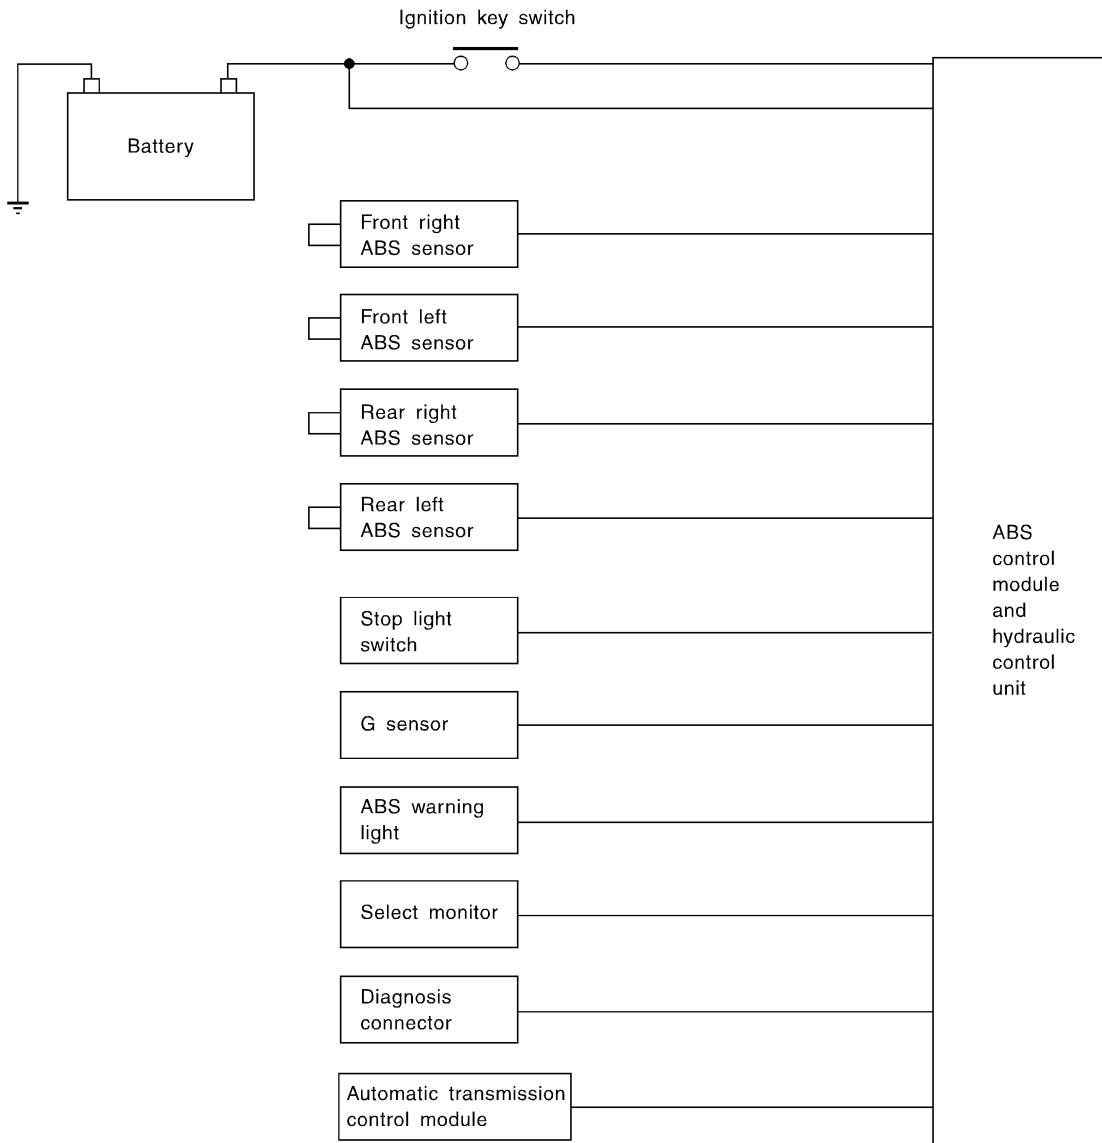 Ignition key switch
Battery
Front right
ABS sensor
Front left
ABS sensor
Rear right
ABS sensor
Rear left
ABS sensor
Stop light
switch
G sensor
ABS warning
light
Select monitor
Diagnosis
connector
Automatic transmission
control module
ABS
control
module
and
hydraulic
control
unit